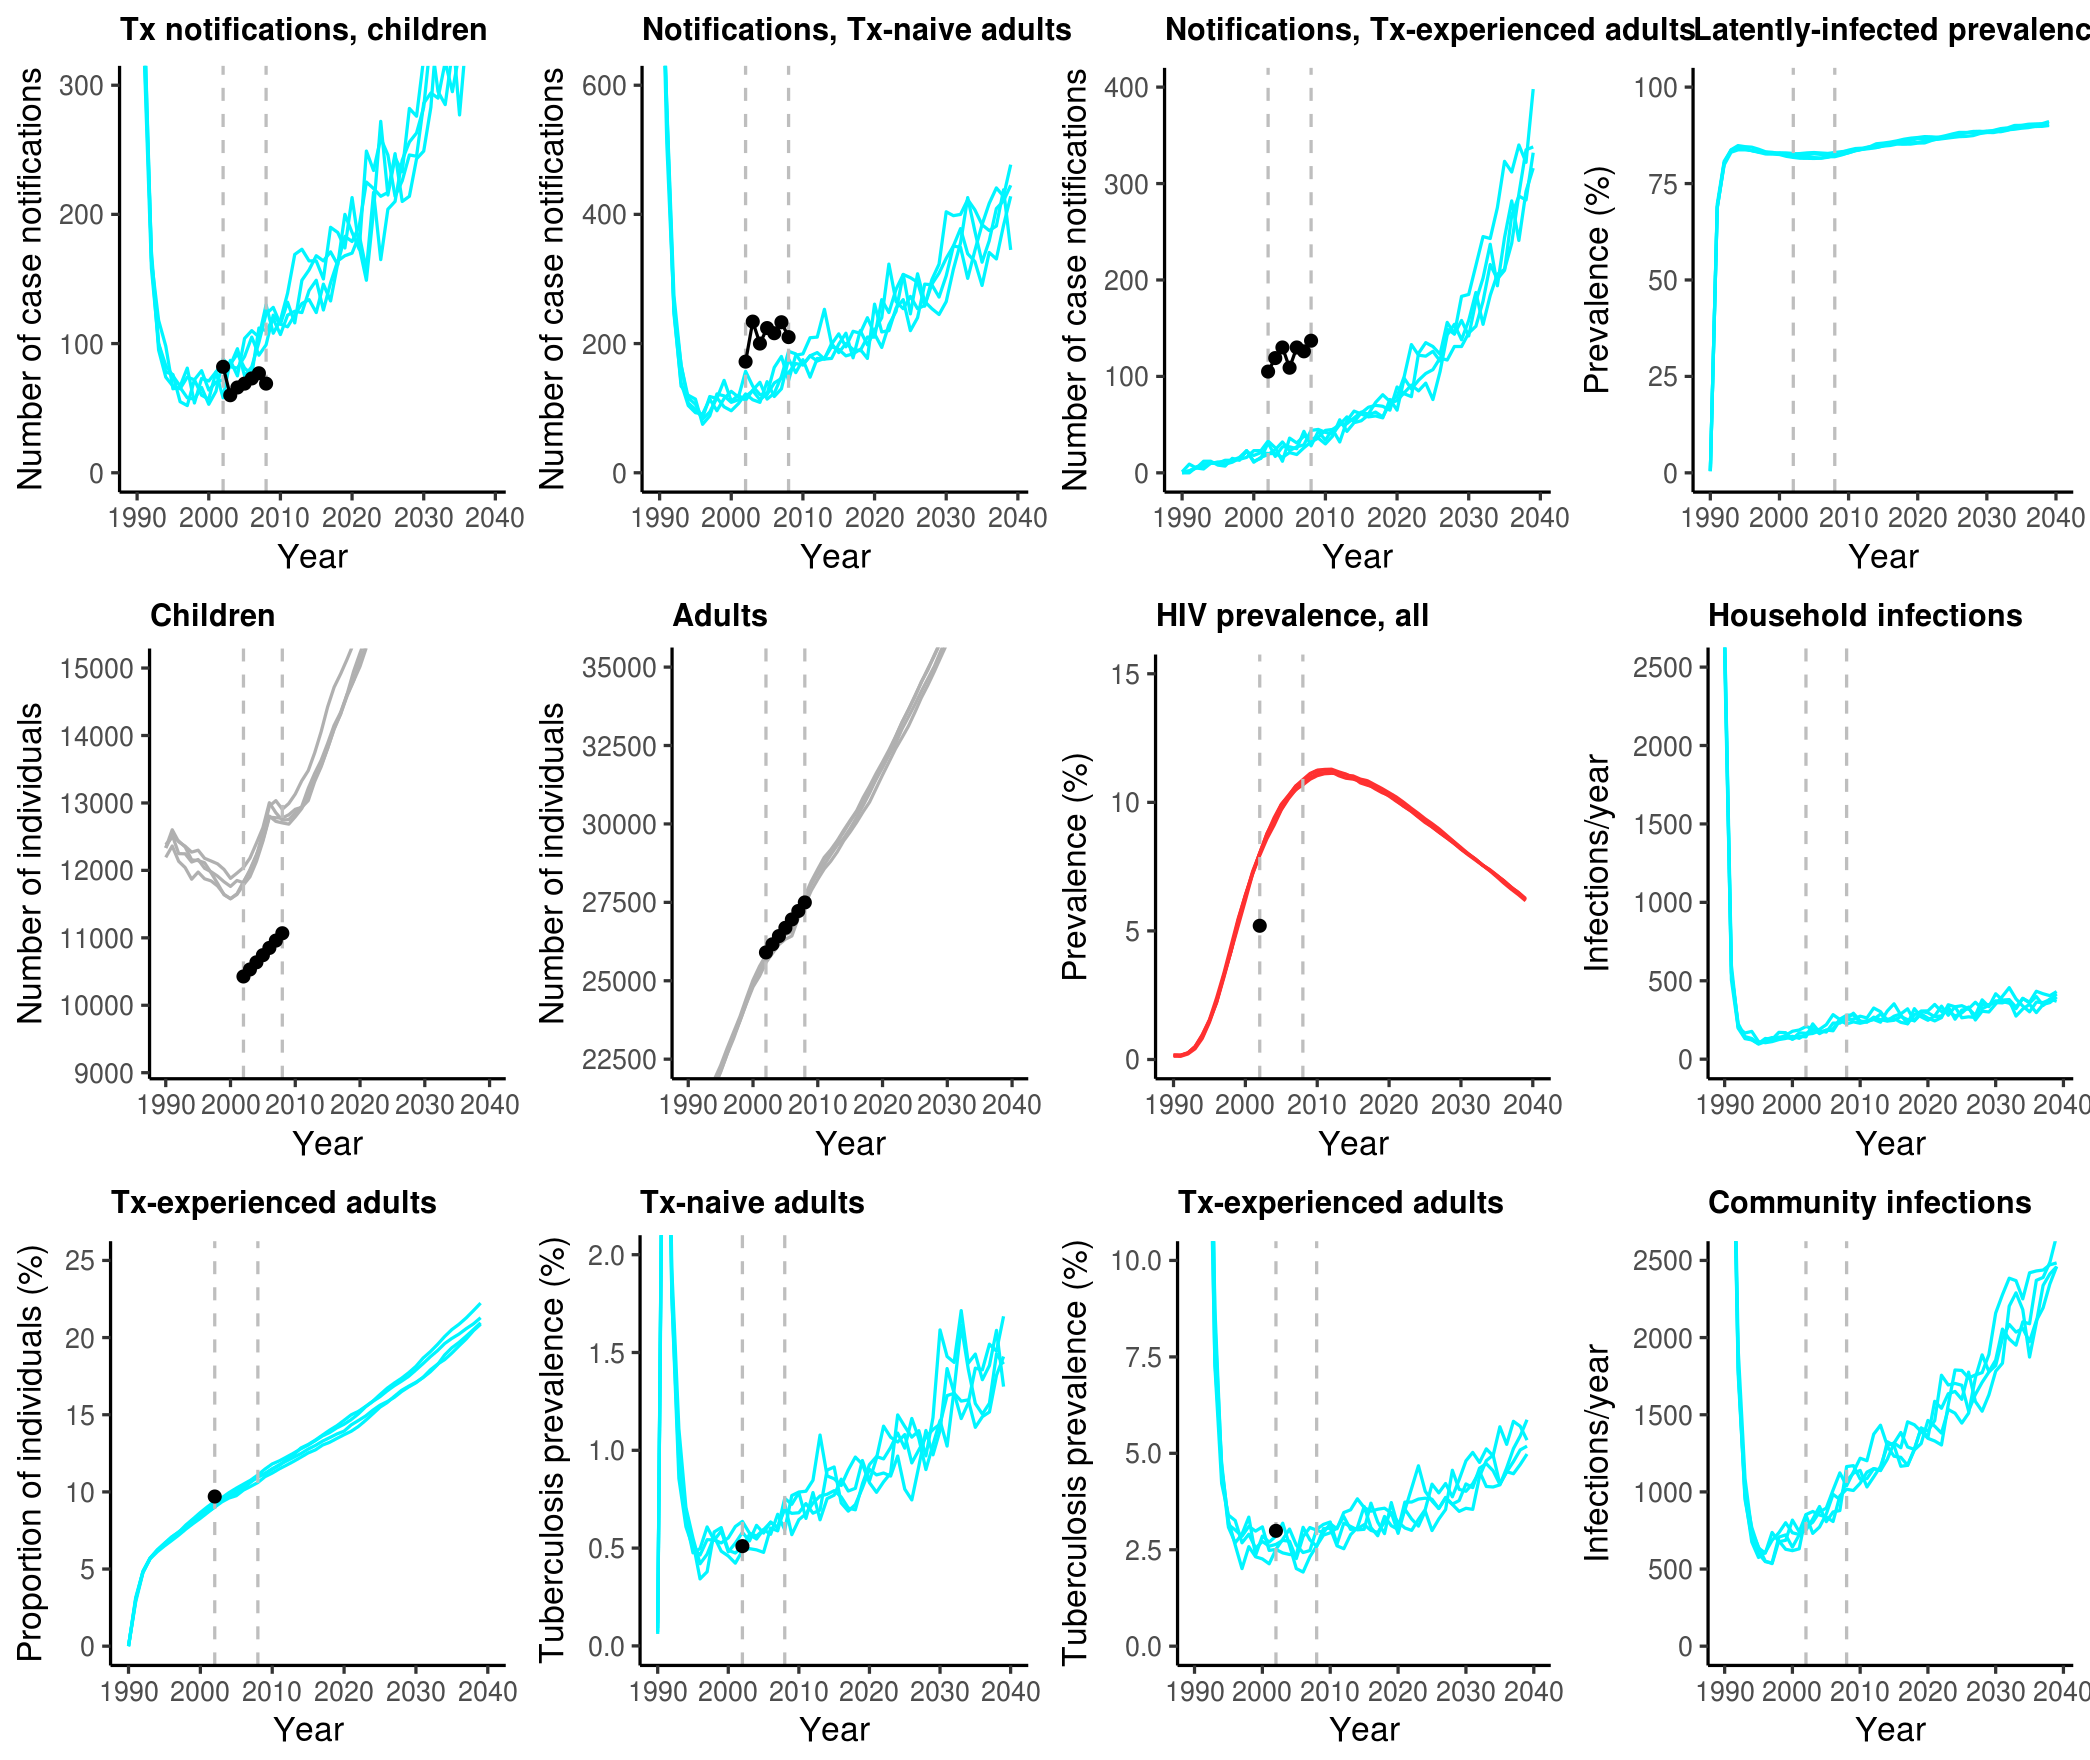 Tx notifications, children
Number of case notifications
300
200
100
0
1990 2000 2010 2020 2030 2040
Year
Notifications, Tx-naive adults
Number of case notifications
600
400
200
0
1990 2000 2010 2020 2030 2040
Year
Notifications, Tx-experienced adults
Number of case notifications
400
300
200
100
0
1990 2000 2010 2020 2030 2040
Year
Latently-infected prevalenc
Prevalence (%)
100
75
50
25
0
1990 2000 2010 2020 2030 2040
Year
Children
Number of individuals
15000
14000
13000
12000
11000
10000
9000
1990 2000 2010 2020 2030 2040
Year
Adults
Number of individuals
35000
32500
30000
27500
25000
22500
1990 2000 2010 2020 2030 2040
Year
HIV prevalence, all
Prevalence (%)
15
10
5
0
1990 2000 2010 2020 2030 2040
Year
Household infections
Infections/year
2500
2000
1500
1000
500
0
1990 2000 2010 2020 2030 2040
Year
Tx-experienced adults
Proportion of individuals (%)
25
20
15
10
5
0
1990 2000 2010 2020 2030 2040
Year
Tx-naive adults
Tuberculosis prevalence (%)
2.0
1.5
1.0
0.5
0.0
1990 2000 2010 2020 2030 2040
Year
Tx-experienced adults
Tuberculosis prevalence (%)
10.0
7.5
5.0
2.5
0.0
1990 2000 2010 2020 2030 2040
Year
Community infections
Infections/year
2500
2000
1500
1000
500
0
1990 2000 2010 2020 2030 2040
Year